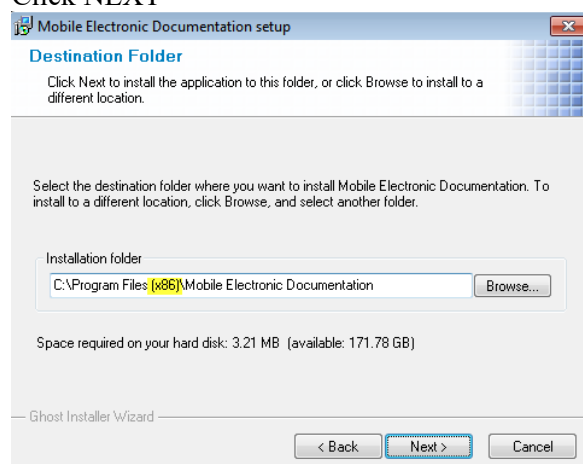 Click NEXT
Mobile Electronic Documentation setup
Destination Folder
Click Next to install the application to this folder, or click Browse to install to a
different location.
Select the destination folder where you want to install Mobile Electronic Documentation. To
install to a different location, click Browse, and select another folder.
Installation folder
C:\Program Files (x86)\Mobile Electronic Documentation
Browse...
Space required on your hard disk: 3.21 MB (available: 171.78 GB)
Ghost Installer Wizard
< Back Next > Cancel